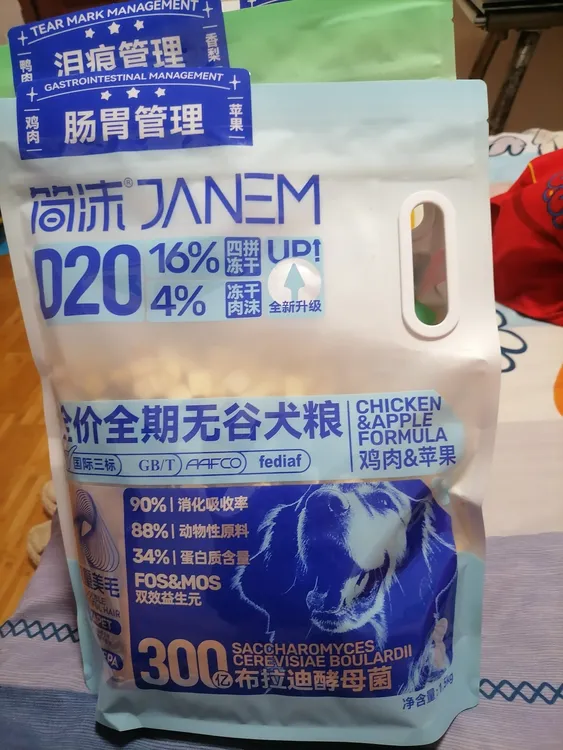 TEAR MARK MANAGEMENT
鸭肉
泪痕管理
香梨
GASTROINTESTINAL MANAGEMENT
鸡肉
肠胃管理
苹果
简沫® JANEM
D20
16% 四拼冻干
4% 冻干肉沫
UP!
全新升级
全价全期无谷犬粮
国际三标 GB/T AAFCO fediaf
CHICKEN
&APPLE
FORMULA
鸡肉&苹果
90% | 消化吸收率
88% | 动物性原料
34% | 蛋白质含量
FOS&MOS
双效益生元
美毛
HAIR
300亿
SACCHAROMYCES
CEREVISIAE BOULARDII
布拉迪酵母菌
净含量: